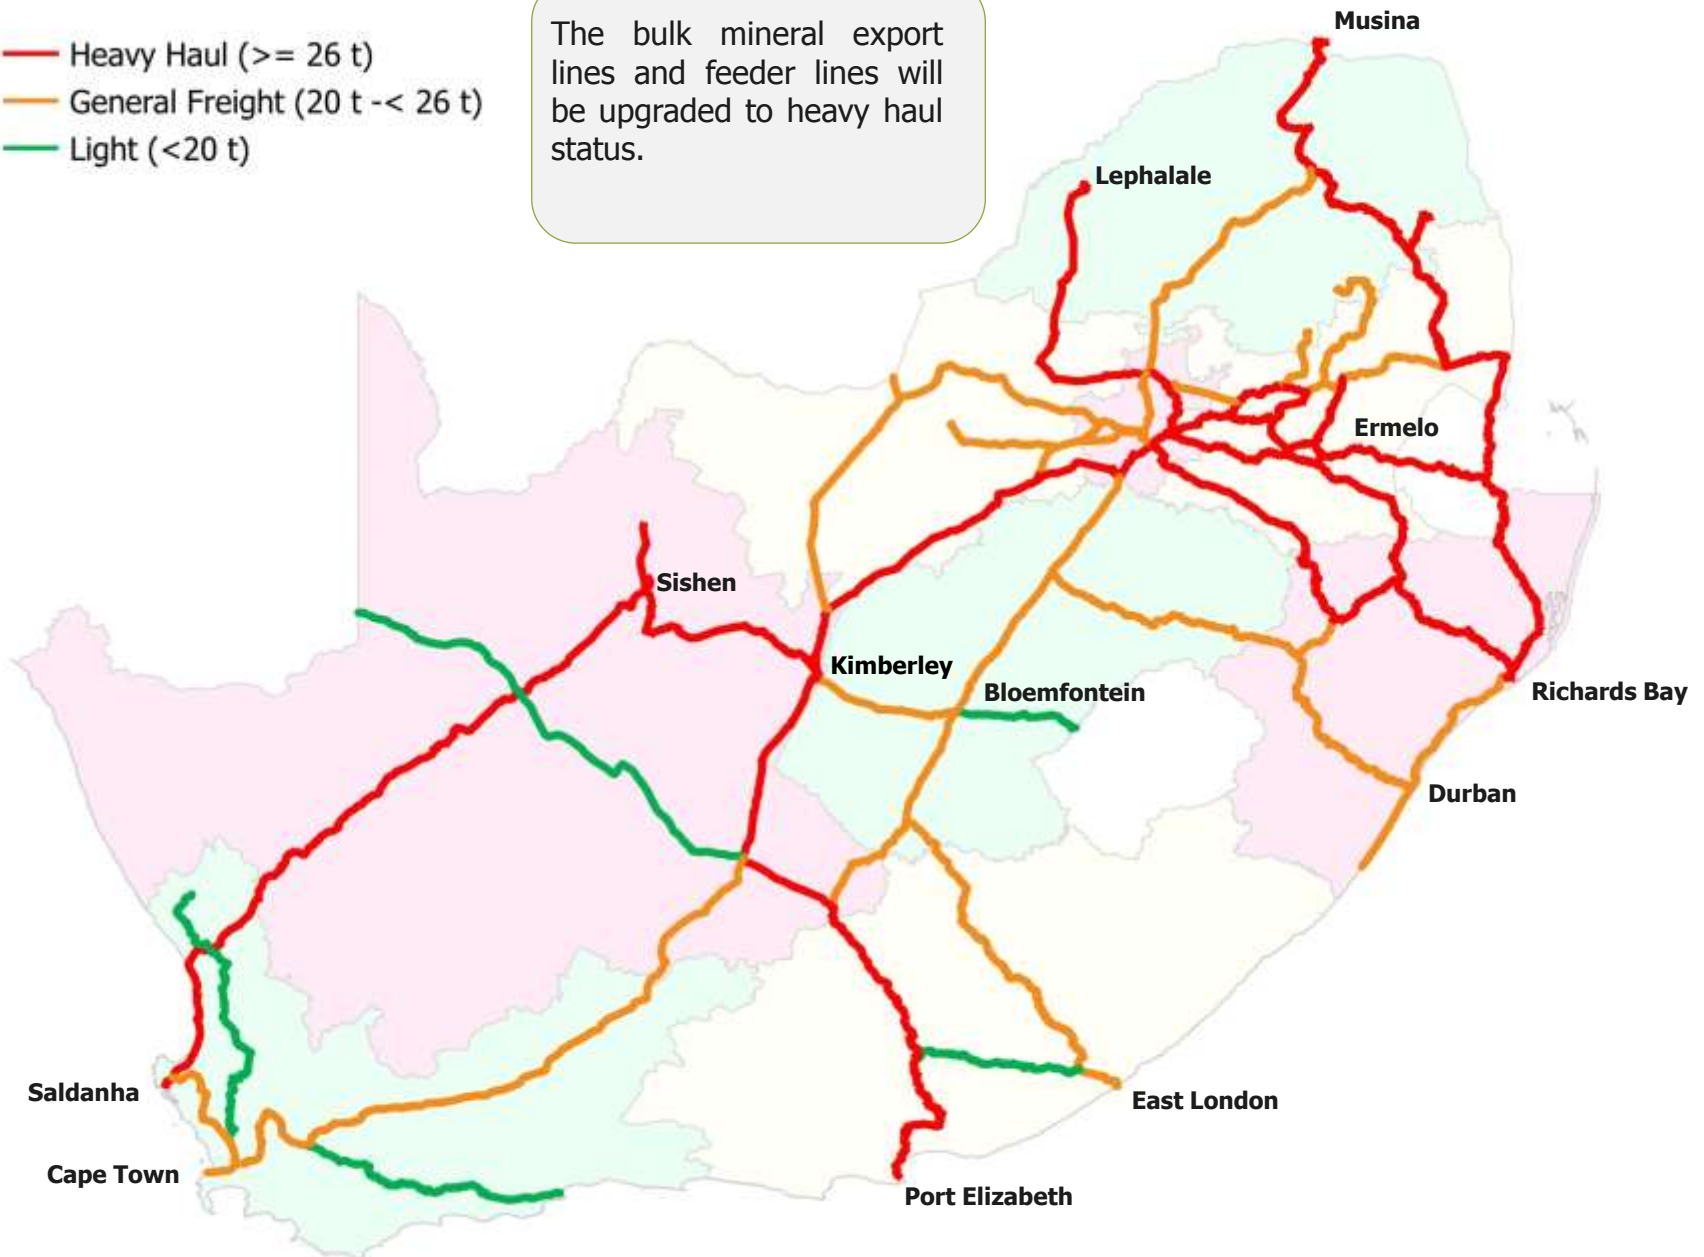 Heavy Haul (>= 26 t)
General Freight (20 t -< 26 t)
Light (<20 t)
The bulk mineral export
lines and feeder lines will
be upgraded to heavy haul
status.
Musina
Lephalale
Ermelo
Sishen
Kimberley
Bloemfontein
Richards Bay
Durban
Saldanha
East London
Cape Town
Port Elizabeth